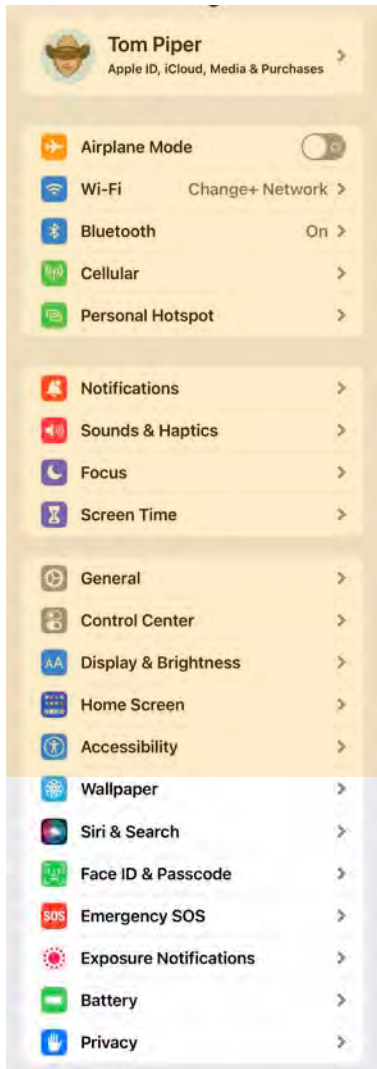 Tom Piper
Apple ID, iCloud, Media & Purchases
Airplane Mode
Wi-Fi Change+ Network
Bluetooth On
Cellular
Personal Hotspot
Notifications
Sounds & Haptics
Focus
Screen Time
General
Control Center
AA Display & Brightness
Home Screen
Accessibility
Wallpaper
Siri & Search
Face ID & Passcode
SOS Emergency SOS
Exposure Notifications
Battery
Privacy